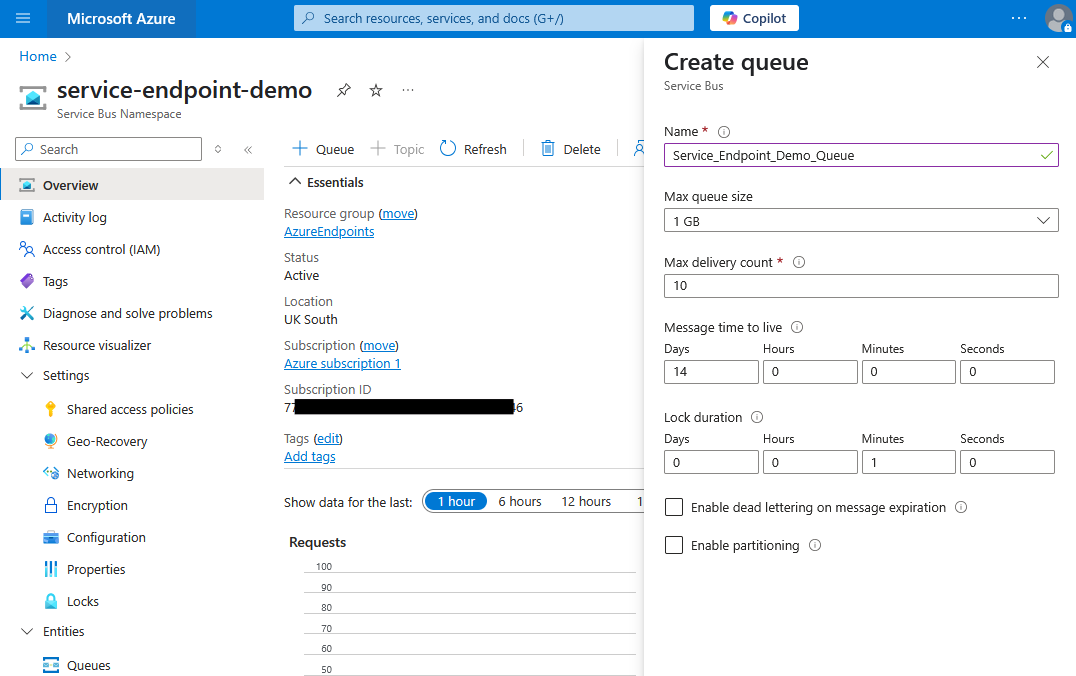 Microsoft Azure
Search resources, services, and docs (G+/)
Copilot
Home
service-endpoint-demo
Service Bus Namespace
Search
Overview
Activity log
Access control (IAM)
Tags
Diagnose and solve problems
Resource visualizer
Settings
Shared access policies
Geo-Recovery
Networking
Encryption
Configuration
Properties
Locks
Entities
Queues
Queue
Topic
Refresh
Delete
Essentials
Resource group (move)
AzureEndpoints
Status
Active
Location
UK South
Subscription (move)
Azure subscription 1
Subscription ID
77 46
Tags (edit)
Add tags
Show data for the last: 1 hour 6 hours 12 hours 1
Requests
100
90
80
70
60
50
Create queue
Service Bus
Name *
Service_Endpoint_Demo_Queue
Max queue size
1 GB
Max delivery count *
10
Message time to live
Days Hours Minutes Seconds
14 0 0 0
Lock duration
Days Hours Minutes Seconds
0 0 1 0
Enable dead lettering on message expiration
Enable partitioning